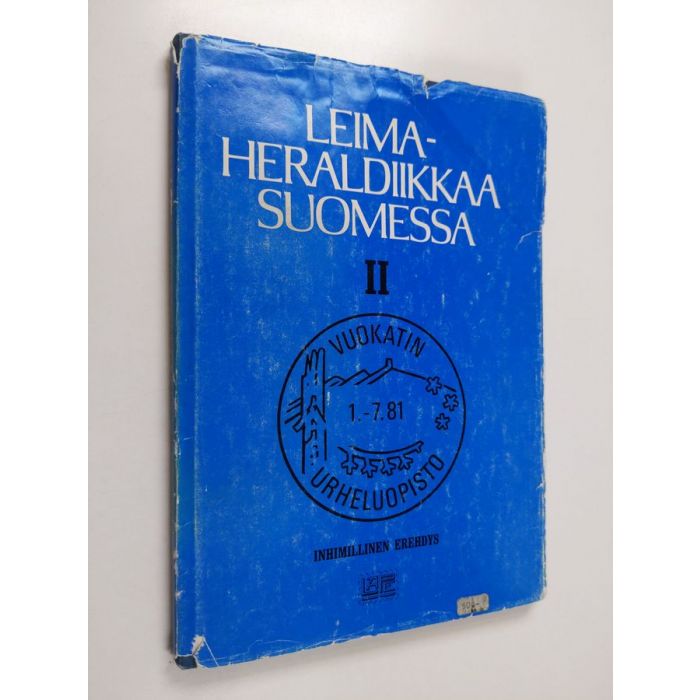 LEIMA-
HERALDIIKKAA
SUOMESSA
II
VUOKATIN
1.-7.81
URHELUOPISTO
INHIMILLINEN EREHDYS